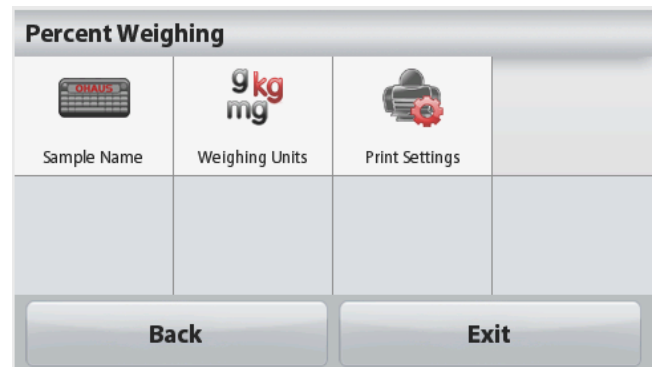 Percent Weighing
OHAUS
g kg
mg
Sample Name
Weighing Units
Print Settings
Back
Exit